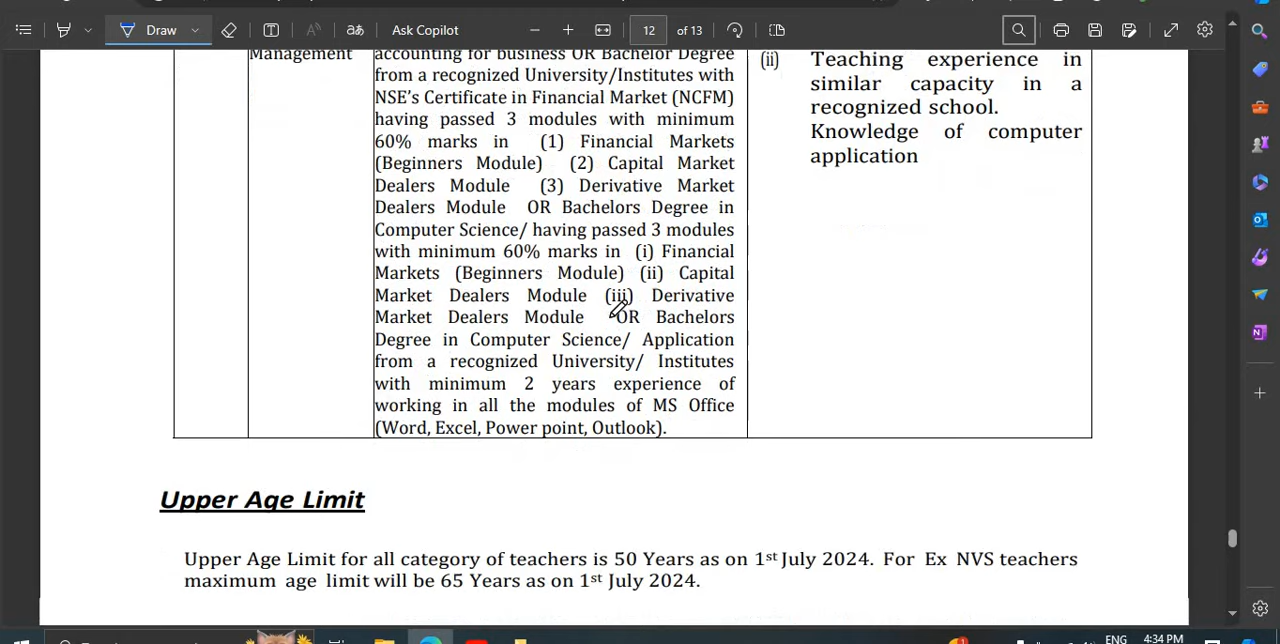 Draw
Ask Copilot
12
of 13
Management
accounting for business OR Bachelor Degree
from a recognized University/Institutes with
NSE's Certificate in Financial Market (NCFM)
having passed 3 modules with minimum
60% marks in (1) Financial Markets
(Beginners Module) (2) Capital Market
Dealers Module (3) Derivative Market
Dealers Module OR Bachelors Degree in
Computer Science/ having passed 3 modules
with minimum 60% marks in (i) Financial
Markets (Beginners Module) (ii) Capital
Market Dealers Module (iii) Derivative
Market Dealers Module OR Bachelors
Degree in Computer Science/ Application
from a recognized University/ Institutes
with minimum 2 years experience of
working in all the modules of MS Office
(Word, Excel, Power point, Outlook).
(ii) Teaching experience in
similar capacity in a
recognized school.
Knowledge of computer
application
Upper Age Limit
Upper Age Limit for all category of teachers is 50 Years as on 1st July 2024. For Ex NVS teachers
maximum age limit will be 65 Years as on 1st July 2024.
ENG
4:34 PM